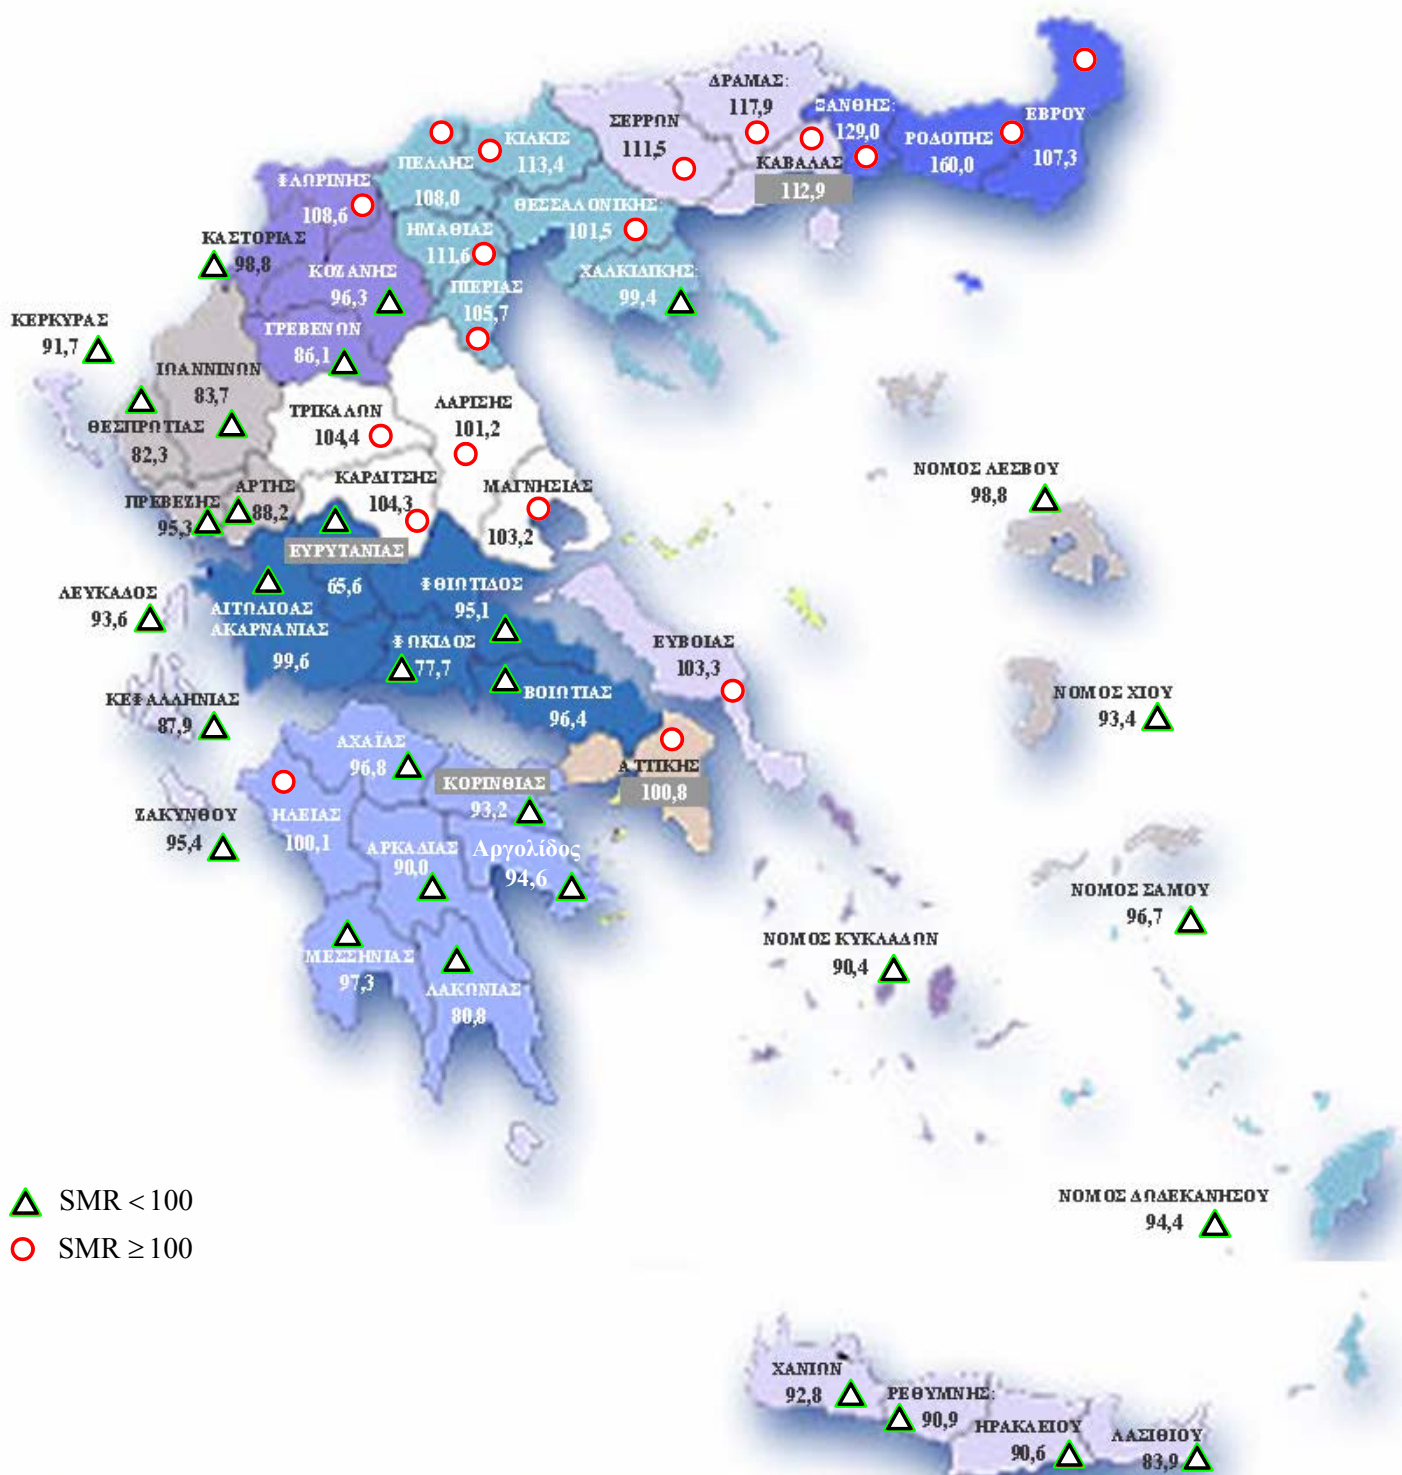 ΔΡΑΜΑΣ:
117,9
ΞΑΝΘΗΣ:
129,0
ΕΒΡΟΥ
107,3
ΡΟΔΟΠΗΣ
160,0
ΣΕΡΡΩΝ
111,5
ΚΑΒΑΛΑΣ
112,9
ΚΙΛΚΙΣ
113,4
ΠΕΛΛΗΣ
108,0
ΦΛΩΡΙΝΗΣ
108,6
ΘΕΣΣΑΛΟΝΙΚΗΣ:
101,5
ΗΜΑΘΙΑΣ
111,6
ΚΑΣΤΟΡΙΑΣ
98,8
ΚΟΖΑΝΗΣ
96,3
ΠΙΕΡΙΑΣ
105,7
ΧΑΛΚΙΔΙΚΗΣ:
99,4
ΚΕΡΚΥΡΑΣ
91,7
ΓΡΕΒΕΝΩΝ
86,1
ΙΩΑΝΝΙΝΩΝ
83,7
ΘΕΣΠΡΩΤΙΑΣ
82,3
ΤΡΙΚΑΛΩΝ
104,4
ΛΑΡΙΣΗΣ
101,2
ΚΑΡΔΙΤΣΗΣ
104,3
ΜΑΓΝΗΣΙΑΣ
103,2
ΝΟΜΟΣ ΛΕΣΒΟΥ
98,8
ΠΡΕΒΕΖΗΣ
95,3
ΑΡΤΗΣ
88,2
ΕΥΡΥΤΑΝΙΑΣ
65,6
ΛΕΥΚΑΔΟΣ
93,6
ΑΙΤΩΛΙΟΑΣ
ΑΚΑΡΝΑΝΙΑΣ
99,6
ΦΘΙΩΤΙΔΟΣ
95,1
ΦΩΚΙΔΟΣ
77,7
ΕΥΒΟΙΑΣ
103,3
ΒΟΙΩΤΙΑΣ
96,4
ΝΟΜΟΣ ΧΙΟΥ
93,4
ΚΕΦΑΛΛΗΝΙΑΣ
87,9
ΑΧΑΪΑΣ
96,8
ΚΟΡΙΝΘΙΑΣ
93,2
ΑΤΤΙΚΗΣ
100,8
ΖΑΚΥΝΘΟΥ
95,4
ΗΛΕΙΑΣ
100,1
ΑΡΚΑΔΙΑΣ
90,0
Αργολίδος
94,6
ΝΟΜΟΣ ΣΑΜΟΥ
96,7
ΝΟΜΟΣ ΚΥΚΛΑΔΩΝ
90,4
ΜΕΣΣΗΝΙΑΣ
97,3
ΛΑΚΩΝΙΑΣ
80,8
ΝΟΜΟΣ ΔΩΔΕΚΑΝΗΣΟΥ
94,4
SMR < 100
SMR ≥ 100
ΧΑΝΙΩΝ
92,8
ΡΕΘΥΜΝΗΣ:
90,9
ΗΡΑΚΛΕΙΟΥ
90,6
ΛΑΣΙΘΙΟΥ
83,9